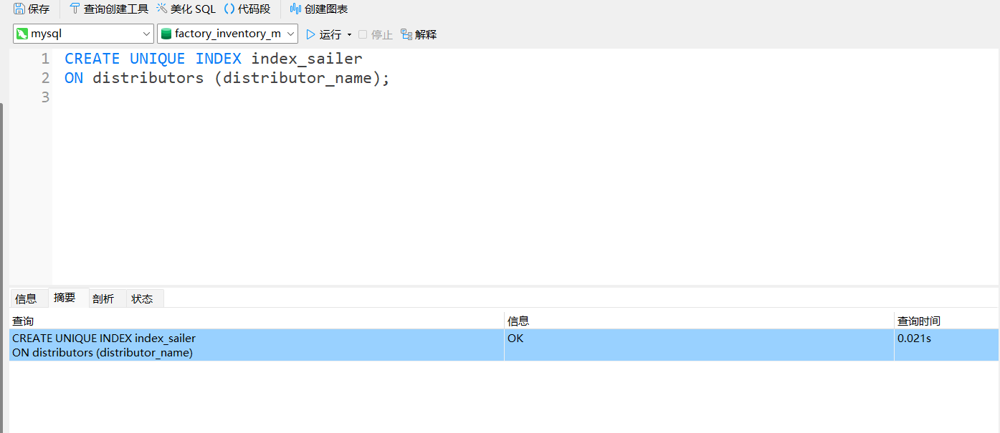 保存 查询创建工具 美化 SQL () 代码段 创建图表
mysql factory_inventory_m 运行 停止 解释
1 CREATE UNIQUE INDEX index_sailer
2 ON distributors (distributor_name);
3
信息 摘要 剖析 状态
查询 信息 查询时间
CREATE UNIQUE INDEX index_sailer OK 0.021s
ON distributors (distributor_name)